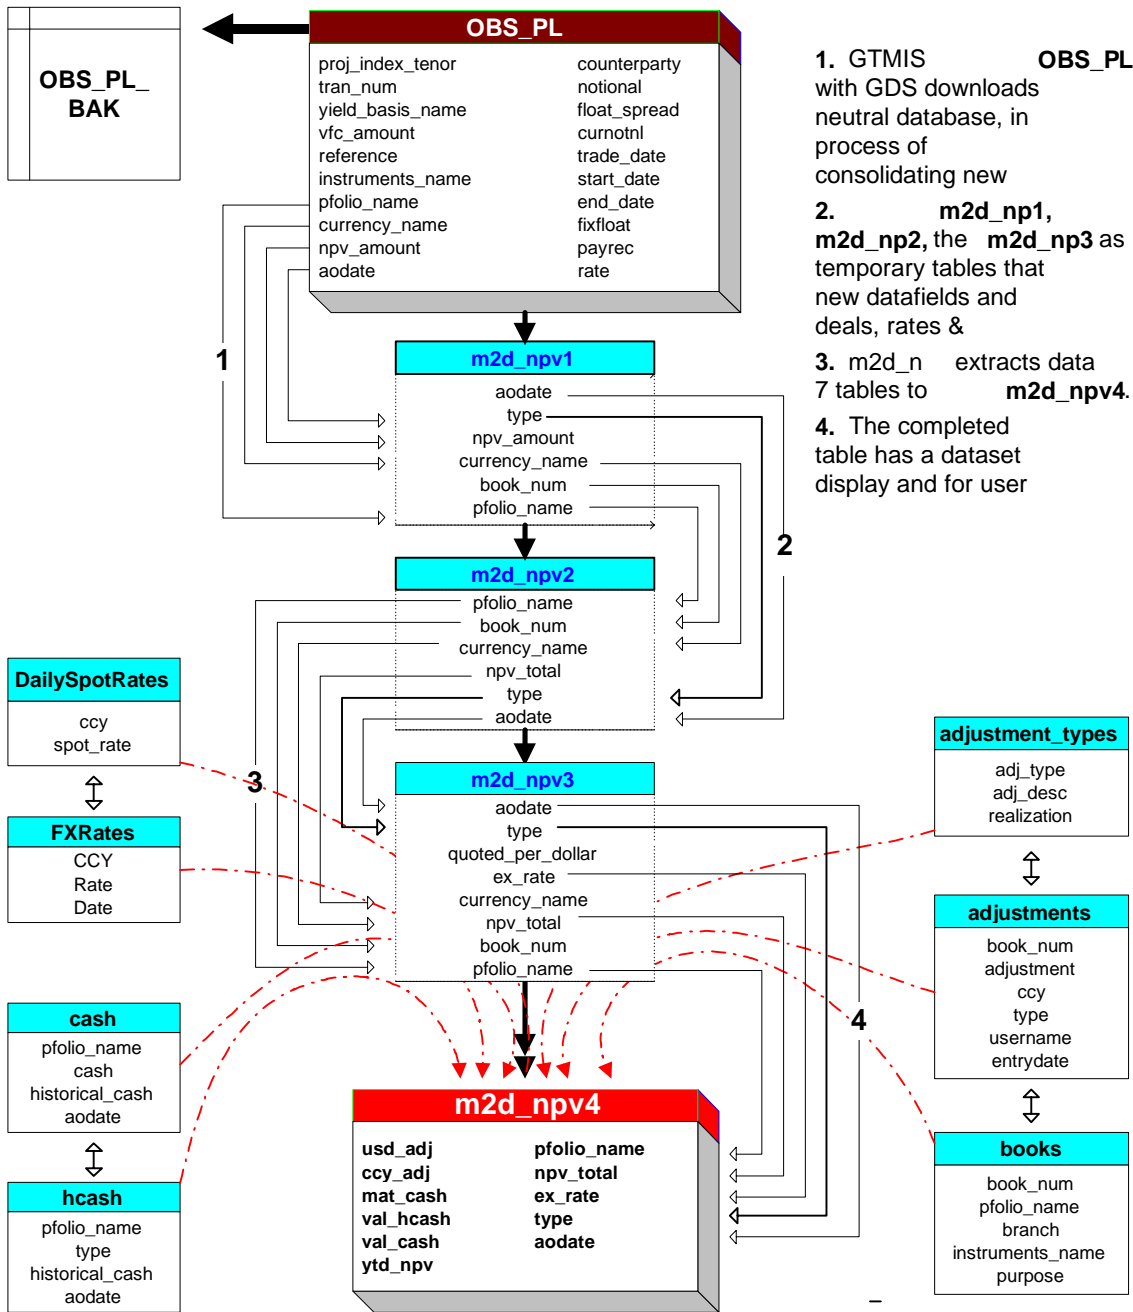 OBS_PL_
BAK
OBS_PL
proj_index_tenor
tran_num
yield_basis_name
vfc_amount
reference
instruments_name
pfolio_name
currency_name
npv_amount
aodate
counterparty
notional
float_spread
curnotnl
trade_date
start_date
end_date
fixfloat
payrec
rate
1. GTMIS OBS_PL
with GDS downloads
neutral database, in
process of
consolidating new
2. m2d_np1,
m2d_np2, the m2d_np3 as
temporary tables that
new datafields and
deals, rates &
3. m2d_n extracts data
7 tables to m2d_npv4.
4. The completed
table has a dataset
display and for user
1
m2d_npv1
aodate
type
npv_amount
currency_name
book_num
pfolio_name
2
m2d_npv2
pfolio_name
book_num
currency_name
npv_total
type
aodate
3
m2d_npv3
aodate
type
quoted_per_dollar
ex_rate
currency_name
npv_total
book_num
pfolio_name
4
DailySpotRates
ccy
spot_rate
FXRates
CCY
Rate
Date
cash
pfolio_name
cash
historical_cash
aodate
hcash
pfolio_name
type
historical_cash
aodate
adjustment_types
adj_type
adj_desc
realization
adjustments
book_num
adjustment
ccy
type
username
entrydate
books
book_num
pfolio_name
branch
instruments_name
purpose
m2d_npv4
usd_adj
ccy_adj
mat_cash
val_hcash
val_cash
ytd_npv
pfolio_name
npv_total
ex_rate
type
aodate
_